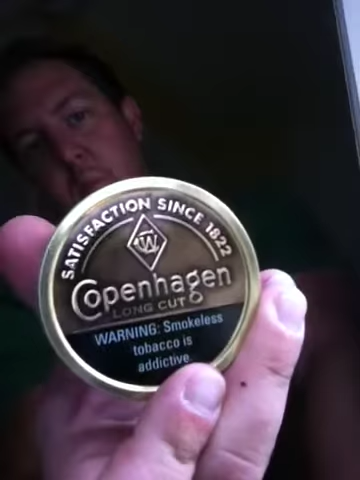 SATISFACTION SINCE 1822
W
Copenhagen
LONG CUT
WARNING: Smokeless
tobacco is
addictive.